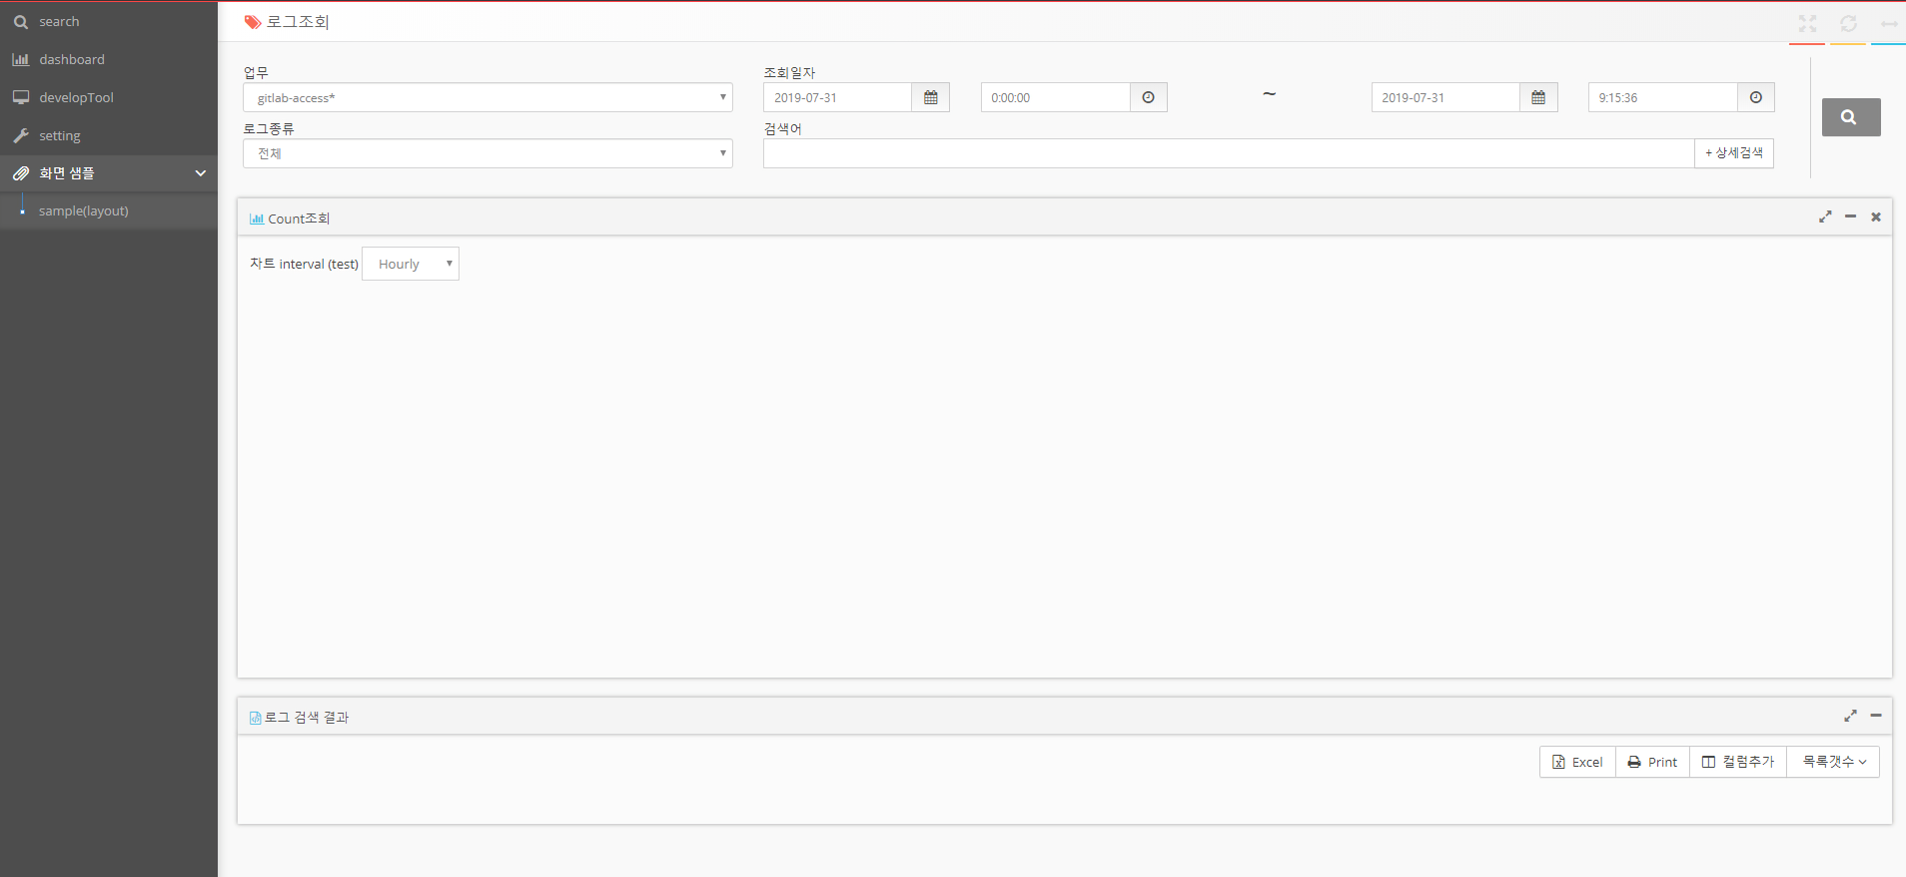 search
dashboard
developTool
setting
화면 샘플
sample(layout)
로그조회
업무
조회일자
gitlab-access*
2019-07-31
0:00:00
~
2019-07-31
9:15:36
로그종류
검색어
전체
+ 상세검색
Count조회
차트 interval (test) Hourly
로그 검색 결과
Excel
Print
컬럼추가
목록갯수